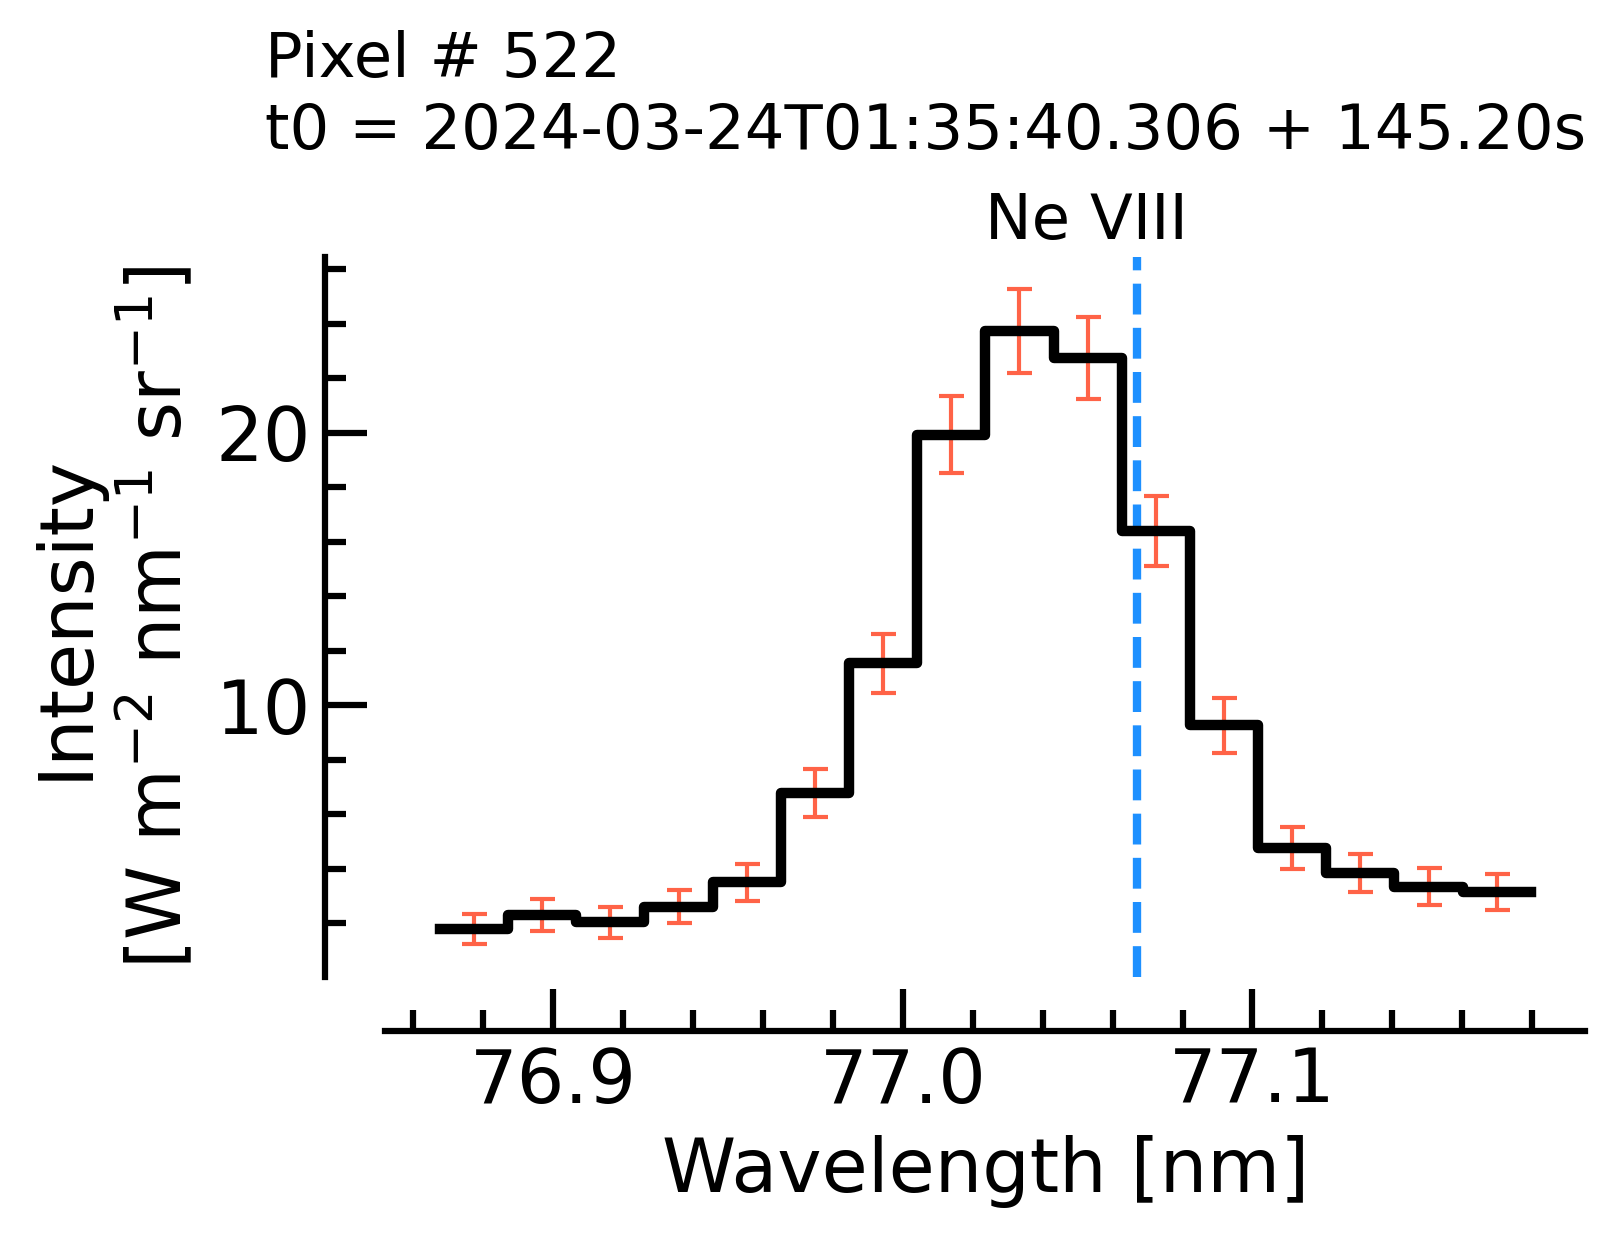 Pixel # 522
t0 = 2024-03-24T01:35:40.306 + 145.20s
Ne VIII
Intensity
[W m⁻² nm⁻¹ sr⁻¹]
20
10
76.9
77.0
77.1
Wavelength [nm]